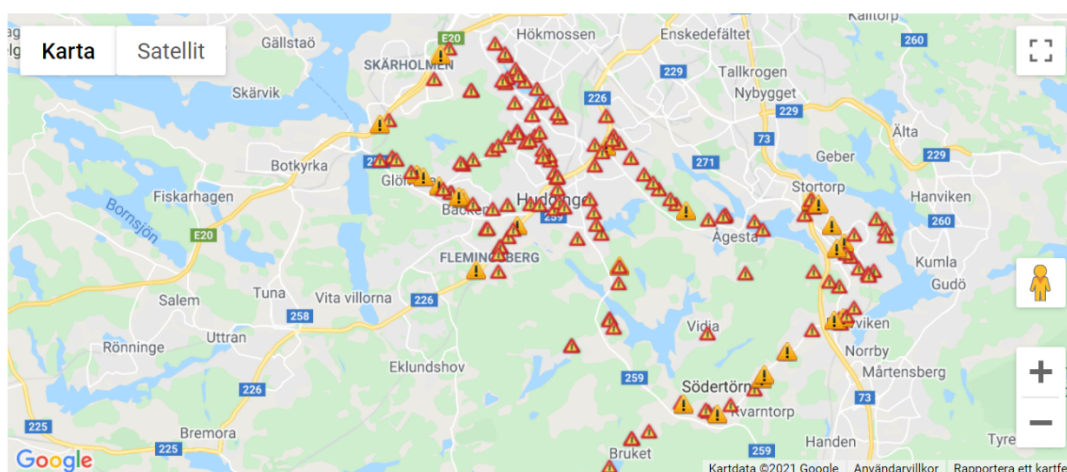 Karta
Satellit
Gällstaö
E20
Hökmossen
Enskedefältet
Kalltorp
260
SKÄRHOLMEN
229
Tallkrogen
Skärvik
226
Nybygget
229
73
Älta
229
Botkyrka
271
Geber
Fiskarhagen
Stortorp
Hanviken
Bornsjön
Huddinge
259
260
E20
Ågesta
FLEMINGSBERG
Kumla
Tuna
Vita villorna
226
Gudö
Salem
258
Vidja
Uttran
Rönninge
Norrby
Eklundshov
259
Mårtensberg
226
Södertörn
73
Kvarntorp
225
Bromora
225
Handen
Tyre
259
Bruket
Google
Kartdata ©2021 Google
Användarvillkor
Rapportera ett kartfe